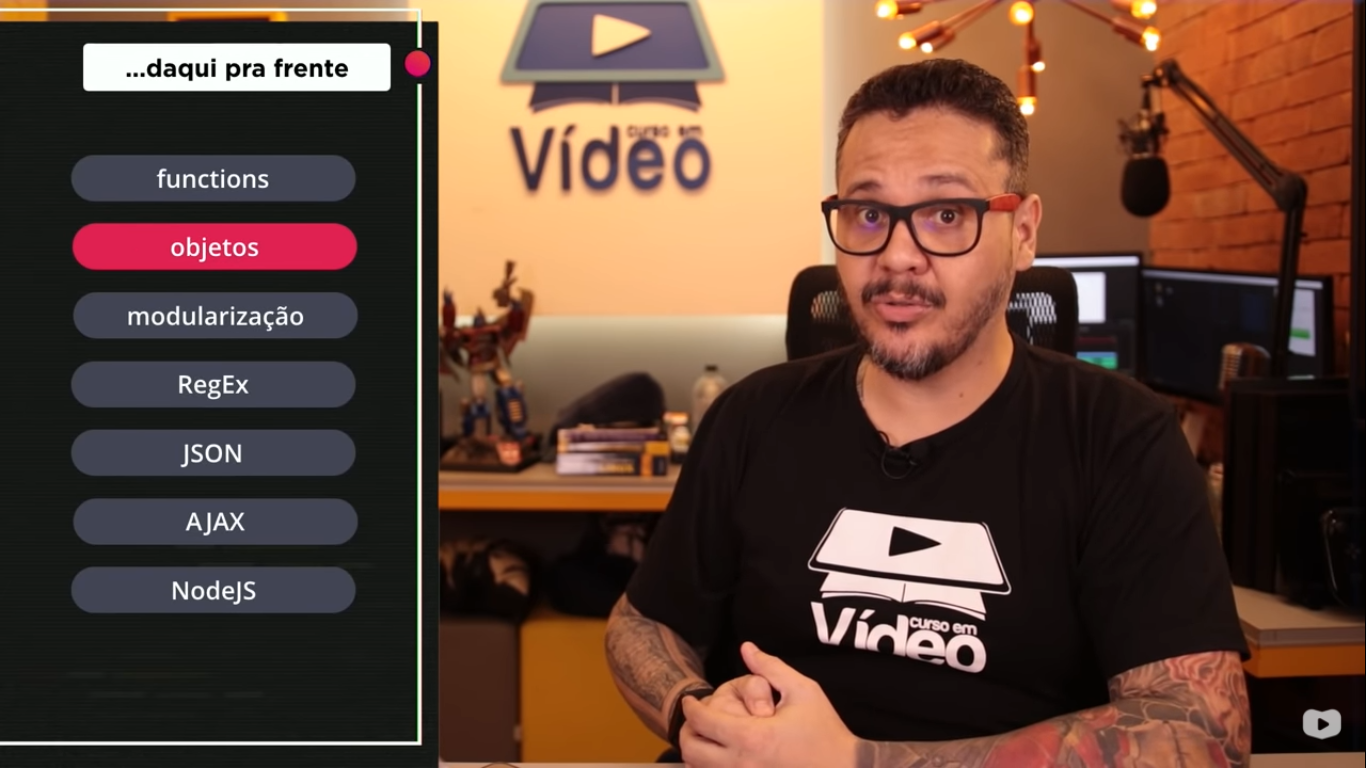 ...daqui pra frente
functions
objetos
modularização
RegEx
JSON
AJAX
NodeJS
curso em
Vídeo
curso em
Vídeo